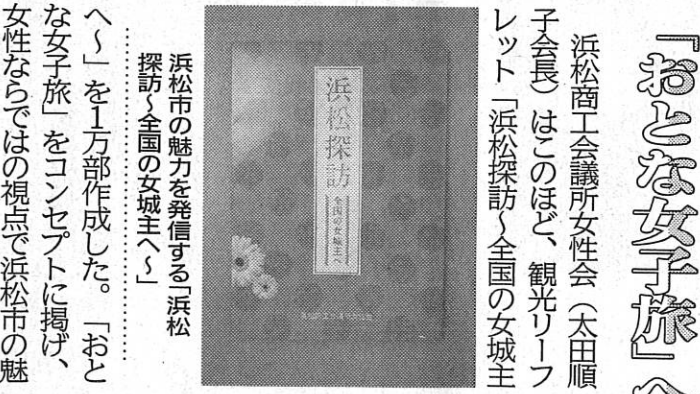 「おとな女子旅」へ
浜松商工会議所女性会（太田順
子会長）はこのほど、観光リーフ
レット「浜松探訪～全国の女城主
浜松探訪
全国の女城主へ
浜松市の魅力を発信する「浜松
探訪～全国の女城主へ～」
へ～」を1万部作成した。「おと
な女子旅」をコンセプトに掲げ、
女性ならではの視点で浜松市の魅